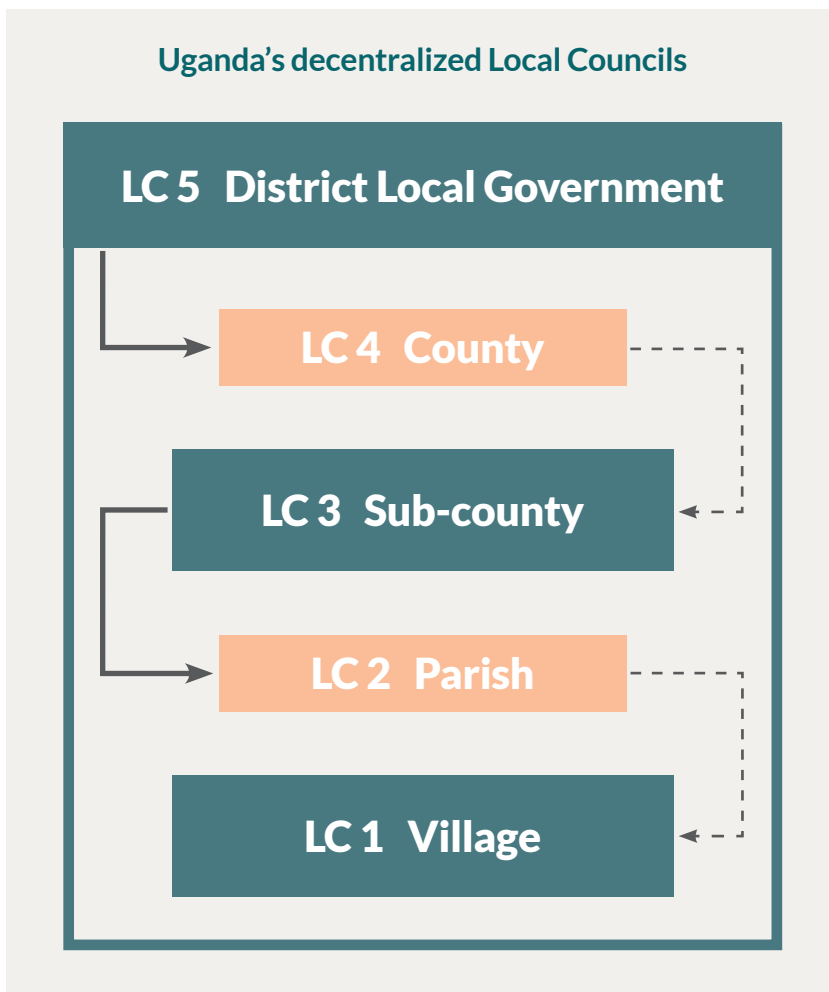 Uganda’s decentralized Local Councils
LC 5 District Local Government
LC 4 County
LC 3 Sub-county
LC 2 Parish
LC 1 Village